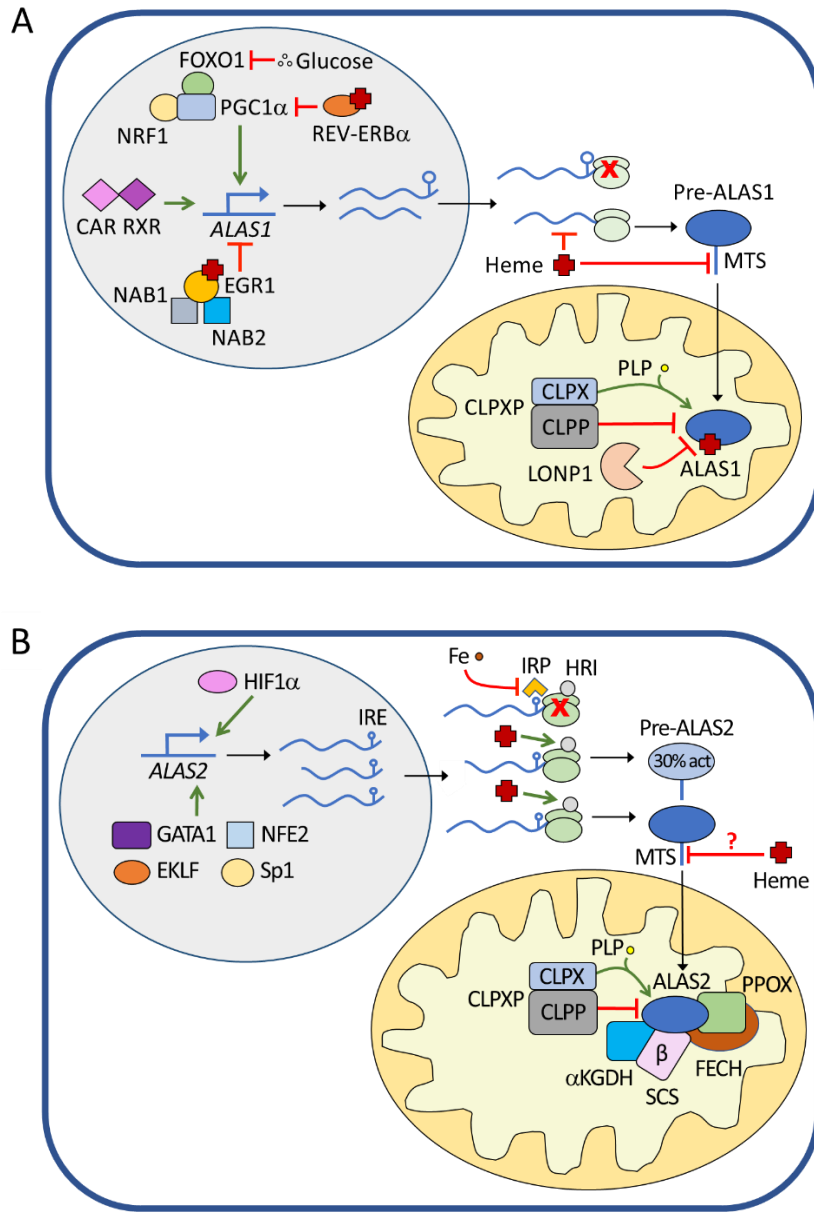 A
FOXO1
Glucose
PGC1α
NRF1
REV-ERBα
CAR RXR
ALAS1
EGR1
NAB1
NAB2
X
Pre-ALAS1
Heme
MTS
PLP
CLPX
CLPXP
CLPP
LONP1
ALAS1
B
HIF1α
ALAS2
GATA1
NFE2
EKLF
Sp1
IRE
Fe
IRP
HRI
X
Pre-ALAS2
30% act
MTS
?
Heme
PLP
CLPX
CLPXP
CLPP
ALAS2
PPOX
αKGDH
β
SCS
FECH